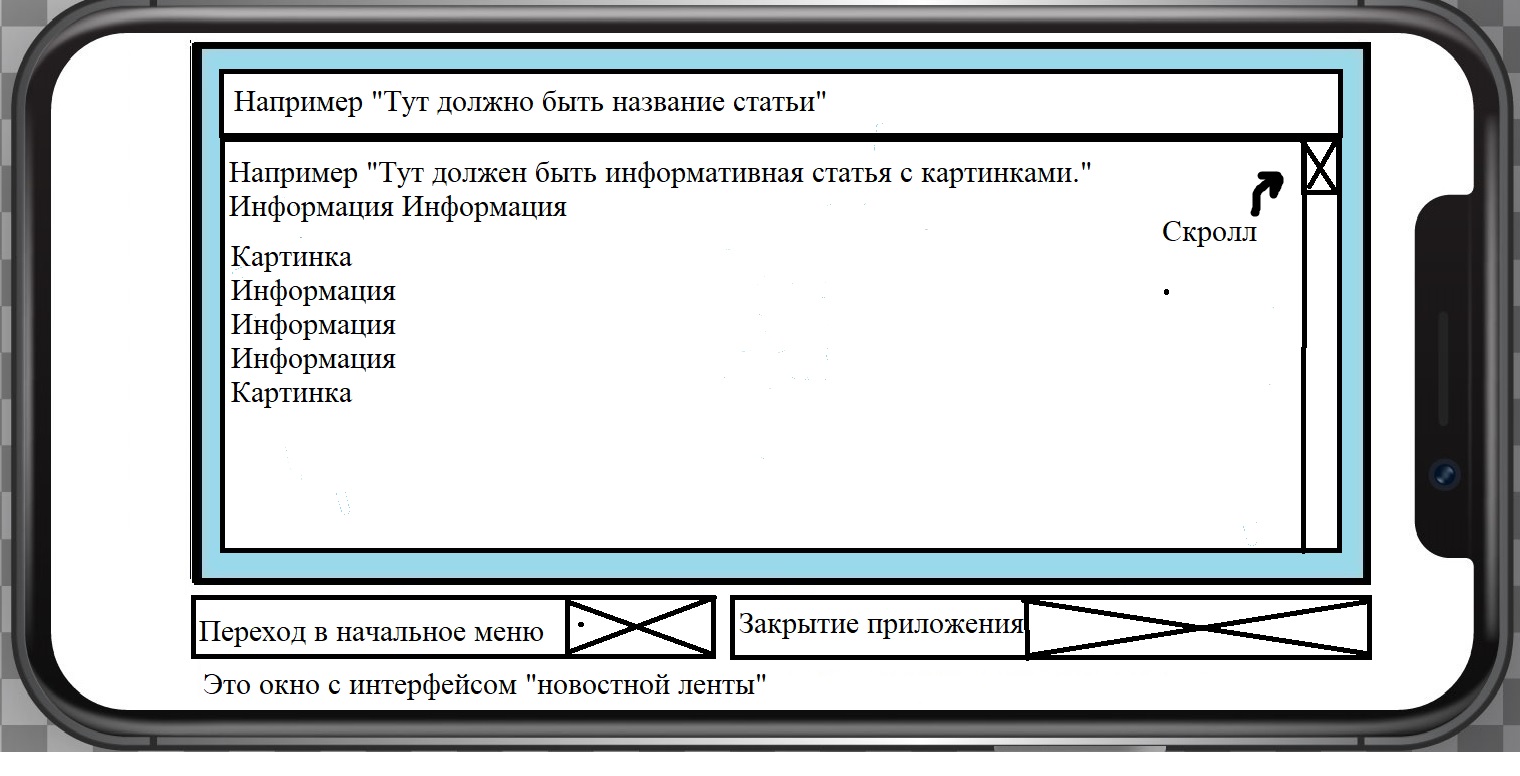 Например "Тут должно быть название статьи"
Например "Тут должен быть информативная статья с картинками."
Информация Информация
Скролл
Картинка
Информация
Информация
Информация
Картинка
Переход в начальное меню
Закрытие приложения
Это окно с интерфейсом "новостной ленты"